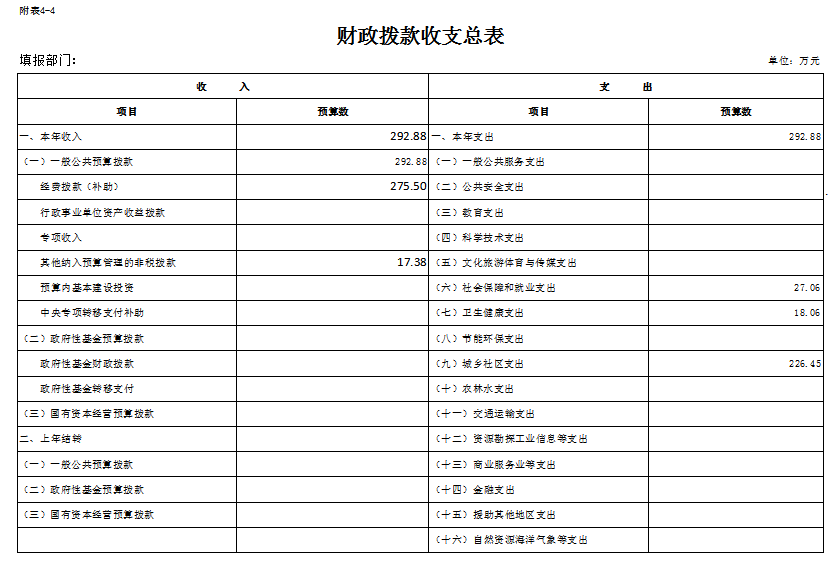 附表4-4
财政拨款收支总表
填报部门：
单位：万元
收 入 支 出
项目 预算数 项目 预算数
一、本年收入 292.88 一、本年支出 292.88
（一）一般公共预算拨款 292.88 （一）一般公共服务支出
经费拨款（补助） 275.50 （二）公共安全支出
行政事业单位资产收益拨款 （三）教育支出
专项收入 （四）科学技术支出
其他纳入预算管理的非税拨款 17.38 （五）文化旅游体育与传媒支出
预算内基本建设投资 （六）社会保障和就业支出 27.06
中央专项转移支付补助 （七）卫生健康支出 18.06
（二）政府性基金预算拨款 （八）节能环保支出
政府性基金财政拨款 （九）城乡社区支出 226.45
政府性基金转移支付 （十）农林水支出
（三）国有资本经营预算拨款 （十一）交通运输支出
二、上年结转 （十二）资源勘探工业信息等支出
（一）一般公共预算拨款 （十三）商业服务业等支出
（二）政府性基金预算拨款 （十四）金融支出
（三）国有资本经营预算拨款 （十五）援助其他地区支出
（十六）自然资源海洋气象等支出